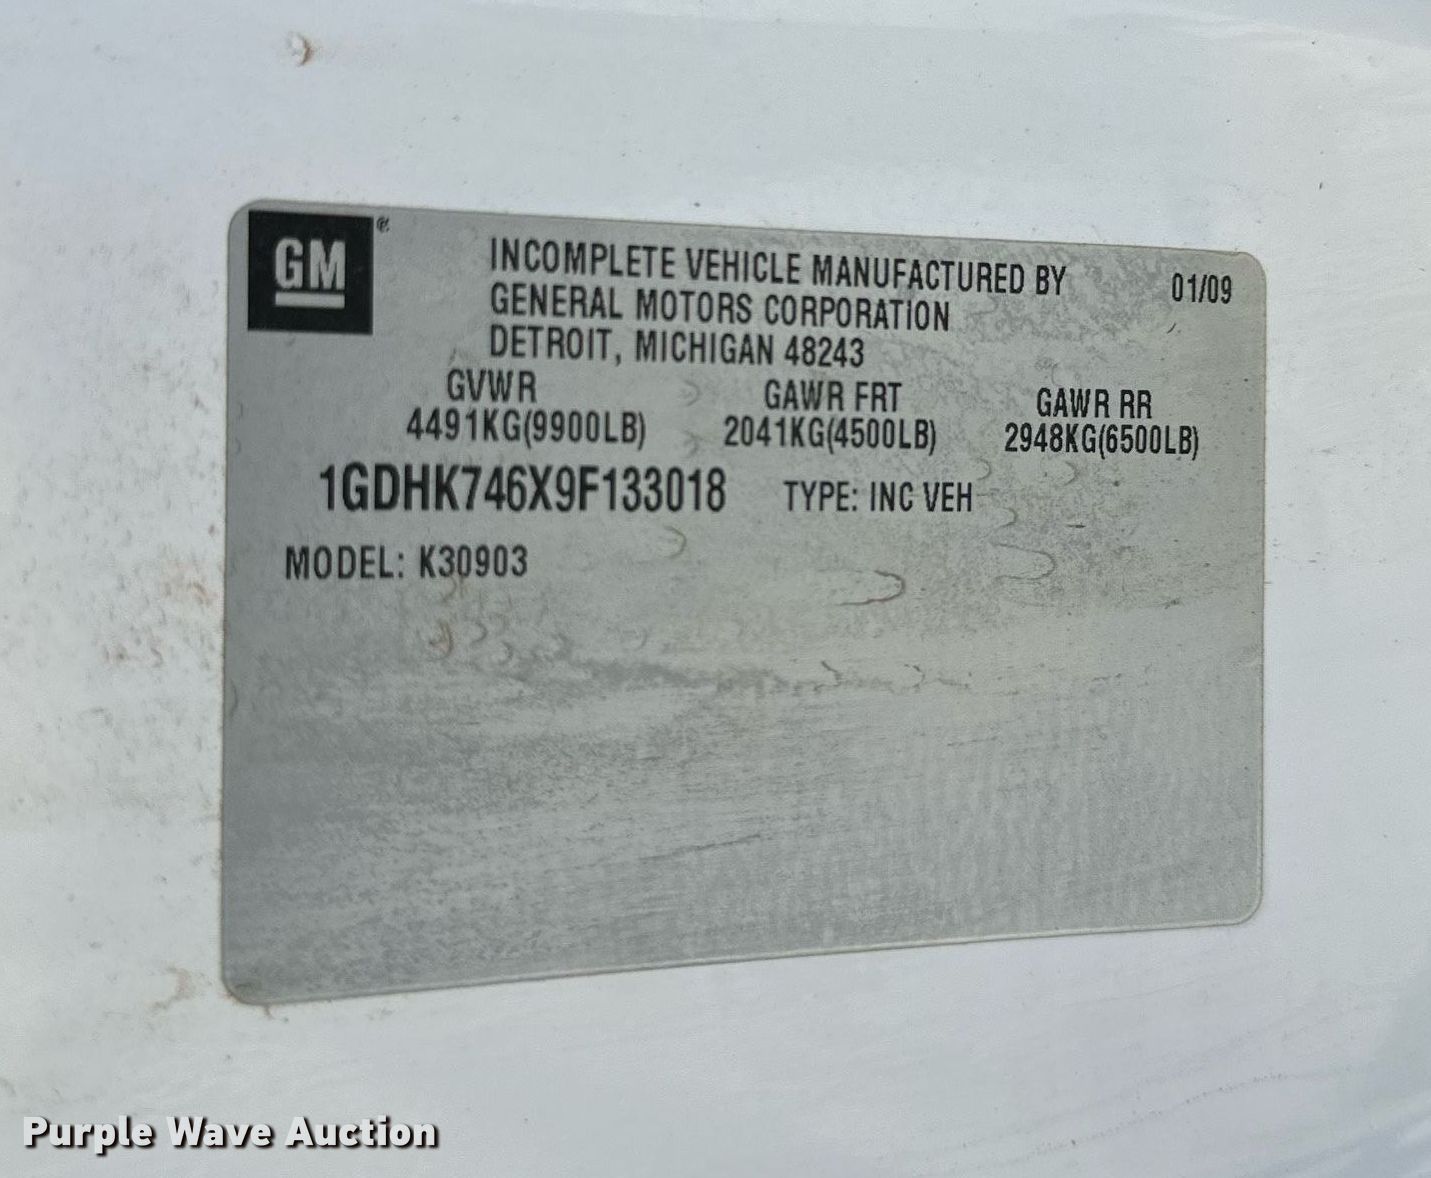 GM®
INCOMPLETE VEHICLE MANUFACTURED BY 01/09
GENERAL MOTORS CORPORATION
DETROIT, MICHIGAN 48243
GVWR GAWR FRT GAWR RR
4491KG(9900LB) 2041KG(4500LB) 2948KG(6500LB)
1GDHK746X9F133018 TYPE: INC VEH
MODEL: K30903
Purple Wave Auction